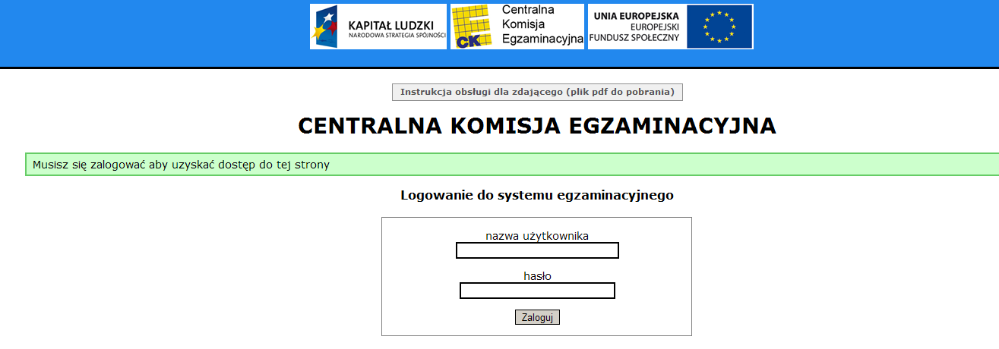 KAPITAŁ LUDZKI
NARODOWA STRATEGIA SPÓJNOŚCI
CK
Centralna
Komisja
Egzaminacyjna
UNIA EUROPEJSKA
EUROPEJSKI
FUNDUSZ SPOŁECZNY
Instrukcja obsługi dla zdającego (plik pdf do pobrania)
CENTRALNA KOMISJA EGZAMINACYJNA
Musisz się zalogować aby uzyskać dostęp do tej strony
Logowanie do systemu egzaminacyjnego
nazwa użytkownika
hasło
Zaloguj